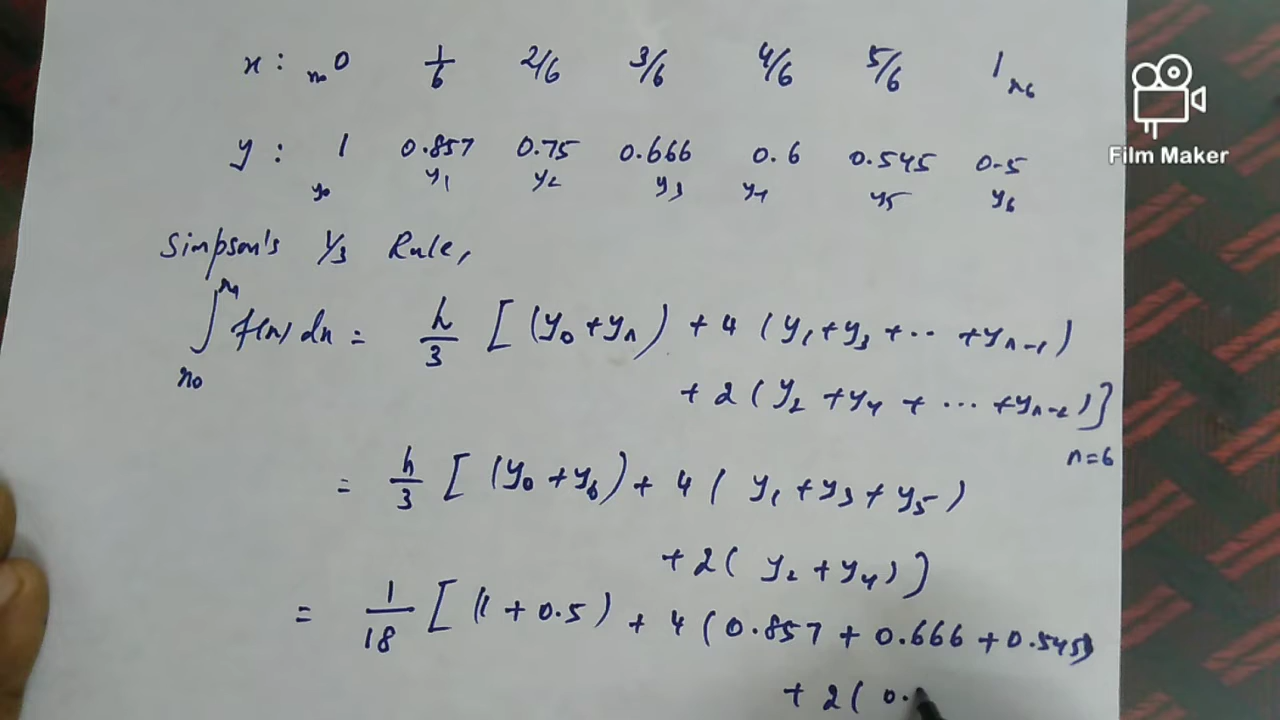 x : x0 0 1/6 2/6 3/6 4/6 5/6 1 x6
y : 1 0.857 0.75 0.666 0.6 0.545 0.5
y0 y1 y2 y3 y4 y5 y6
Simpson's 1/3 Rule,
∫x0^xn f(x) dx = h/3 [ (y0 + yn) + 4 ( y1 + y3 + ... + yn-1 )
+ 2 ( y2 + y4 + ... + yn-2 ) ]
n=6
= h/3 [ (y0 + y6) + 4 ( y1 + y3 + y5 )
+ 2 ( y2 + y4 ) ]
= 1/18 [ (1 + 0.5) + 4 ( 0.857 + 0.666 + 0.545)
+ 2 ( 0.
Film Maker